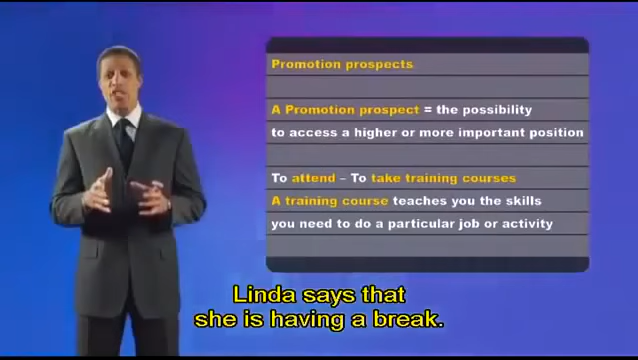 Promotion prospects
A Promotion prospect = the possibility
to access a higher or more important position
To attend – To take training courses
A training course teaches you the skills
you need to do a particular job or activity
Linda says that
she is having a break.